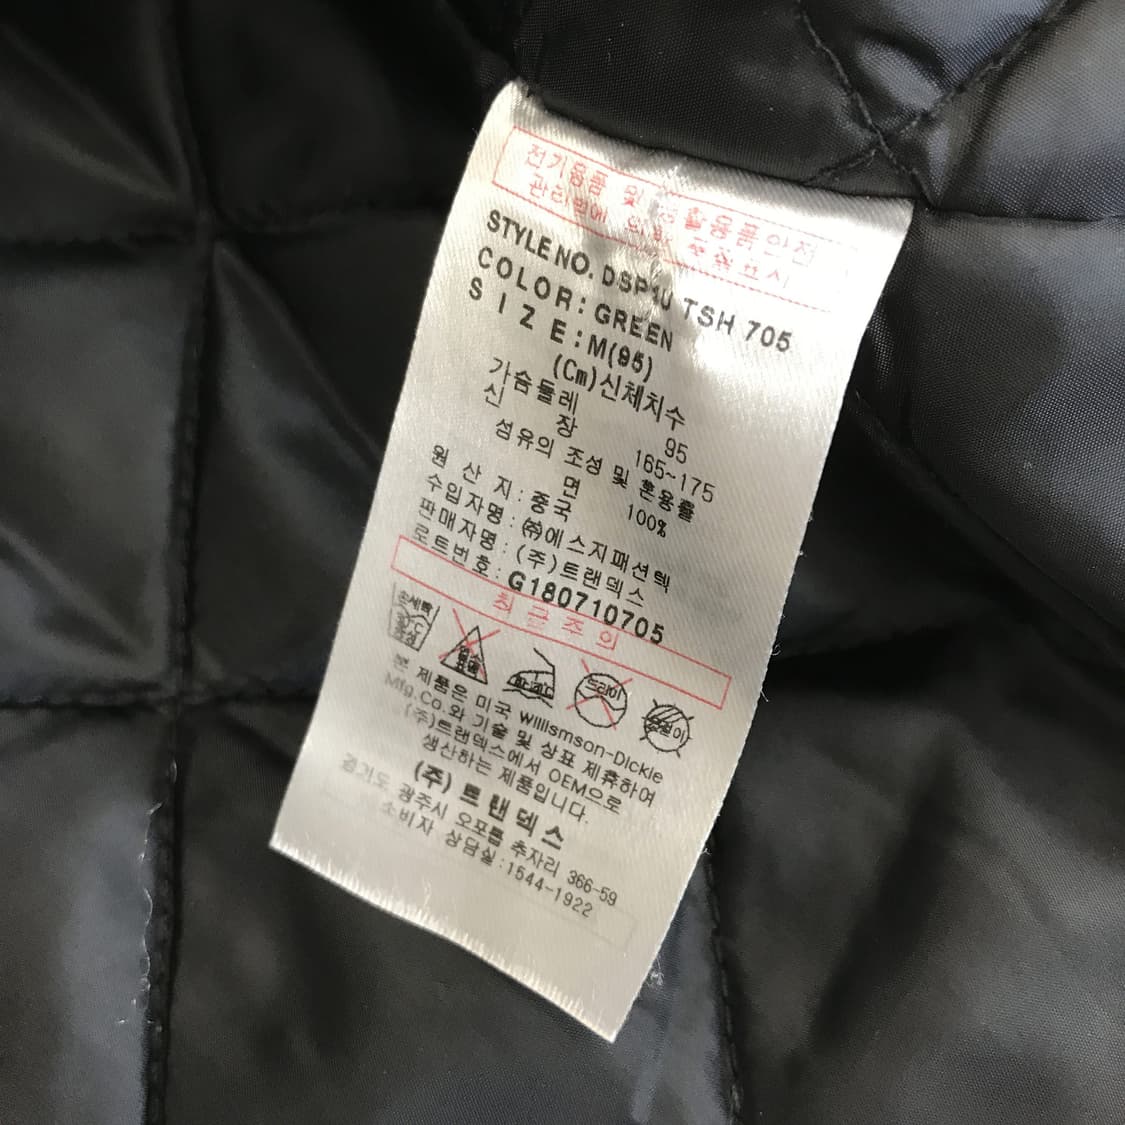 전기용품 및 생활용품안전
관리법에 의한 품질표시
STYLE NO. DSP1U TSH 705
COLOR: GREEN
SIZE: M(95)
(Cm)신체치수
가슴둘레 95
신 장 165~175
섬유의 조성 및 혼용률
면 100%
원 산 지: 중국
수입자명: ㈜에스지패션텍
판매자명: (주)트랜덱스
로트번호: G180710705
취급주의
손세탁
30°C
중성
염소
표백
드라이
본 제품은 미국 Willismson-Dickie
Mfg.Co.와 기술 및 상표 제휴하여
(주)트랜덱스에서 OEM으로
생산하는 제품입니다.
(주) 트랜덱스
경기도 광주시 오포읍 추자리 366-59
소비자 상담실:1544-1922